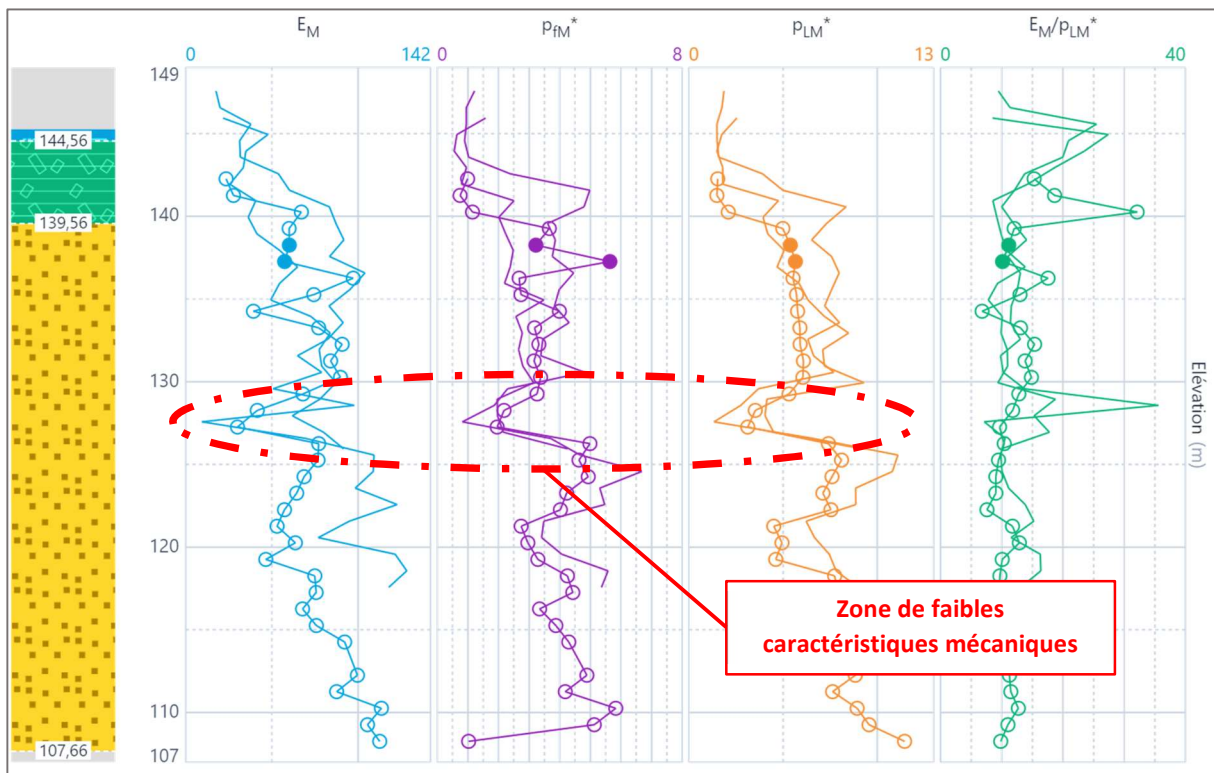 E_M p_fM* p_LM* E_M/p_LM*
0 142 0 8 0 13 0 40
149
144,56
140
139,56
130
Elévation (m)
120
Zone de faibles
caractéristiques mécaniques
110
107,66
107